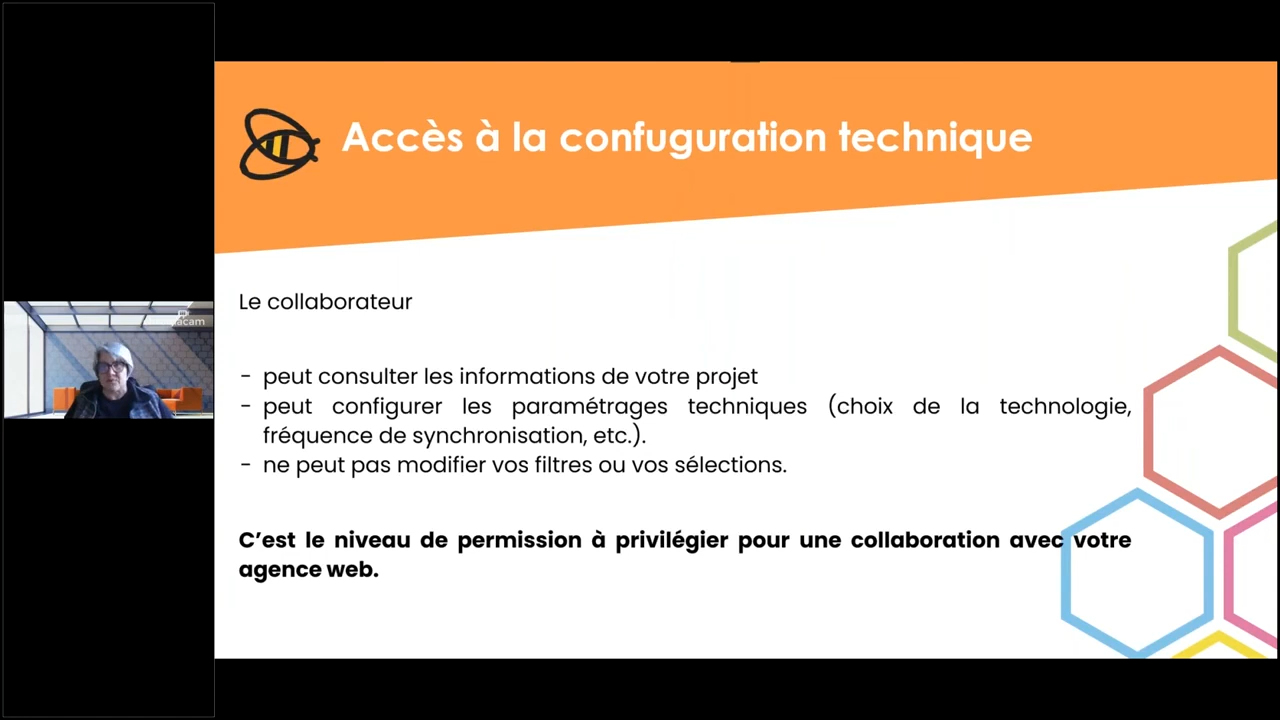 Accès à la confuguration technique
Le collaborateur
- peut consulter les informations de votre projet
- peut configurer les paramétrages techniques (choix de la technologie,
fréquence de synchronisation, etc.).
- ne peut pas modifier vos filtres ou vos sélections.
C’est le niveau de permission à privilégier pour une collaboration avec votre
agence web.